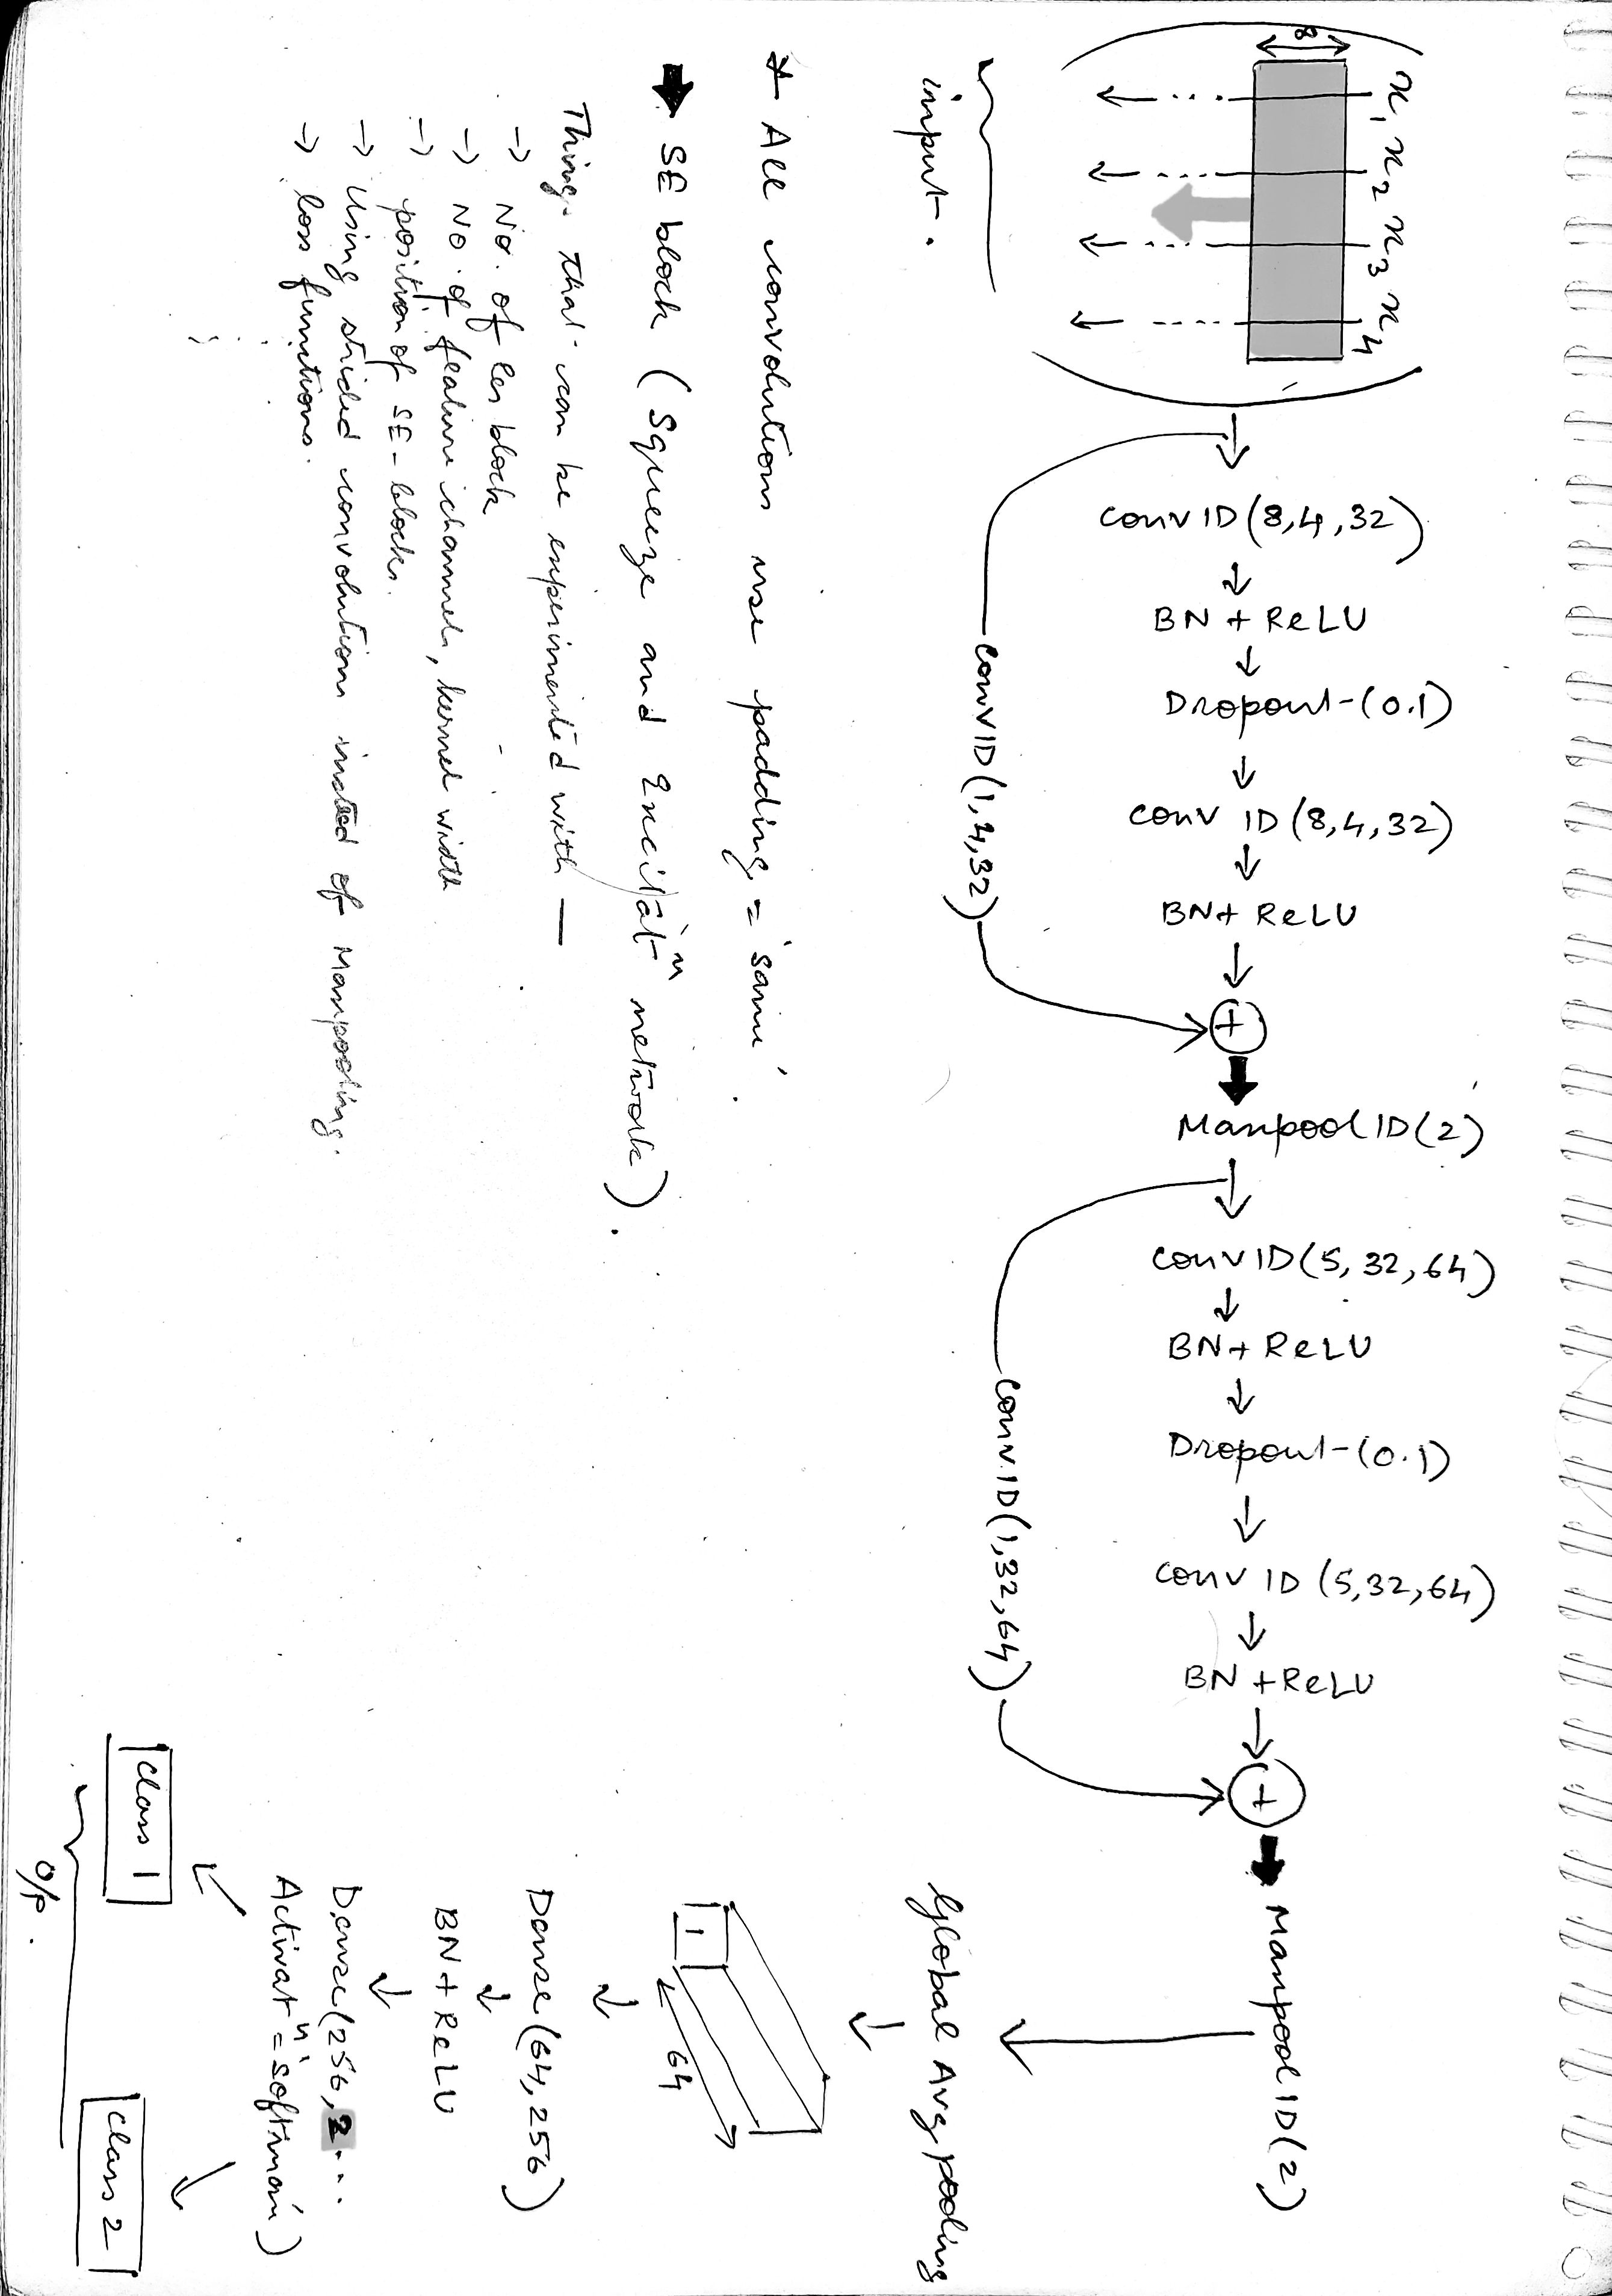 x1 x2 x3 x4
8
input.
conv1D(8,4,32)
BN + ReLU
Dropout-(0.1)
conv 1D (8,4,32)
BN + ReLU
+
conv1D(1,4,32)
Maxpool1D(2)
conv1D(5,32,64)
BN + ReLU
Dropout-(0.1)
conv 1D (5,32,64)
BN + ReLU
+
conv.1D(1,32,64)
Maxpool1D(2)
Global Avg pooling
1
64
Dense(64,256)
BN + ReLU
Dense(256,2...
Activatⁿ='softmax')
class 1
class 2
O/P.
* All convolutions use padding = 'same'.
SE block (Squeeze and Excitatⁿ network).
Things that can be experimented with —
→ No. of res block
→ No. of feature channels, kernel width
→ position of SE-blocks.
→ Using strided convolutions insted of Maxpooling.
→ loss functions.